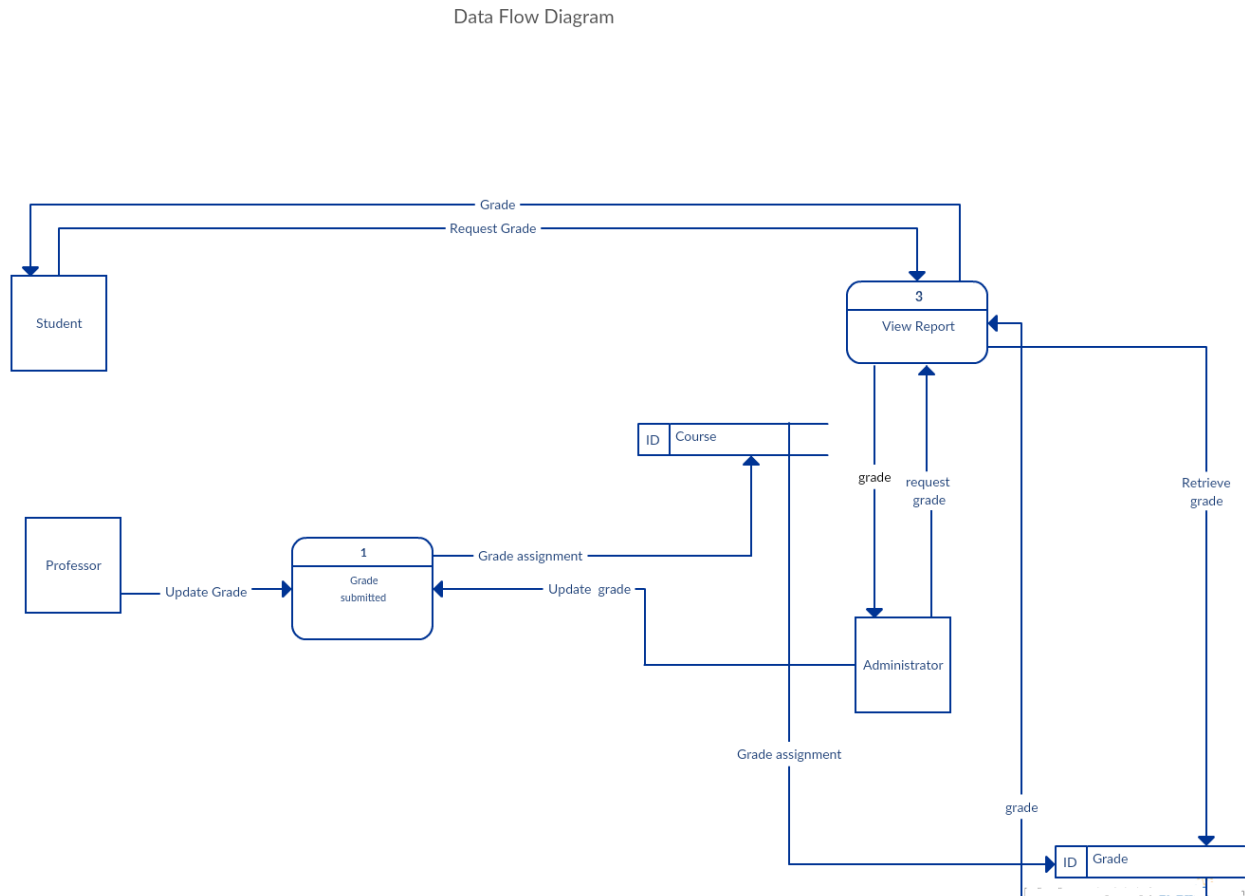 Data Flow Diagram
Grade
Request Grade
3
View Report
Student
ID
Course
grade
request
grade
Retrieve
grade
Professor
1
Grade
submitted
Grade assignment
Update Grade
Update  grade
Administrator
Grade assignment
grade
ID
Grade